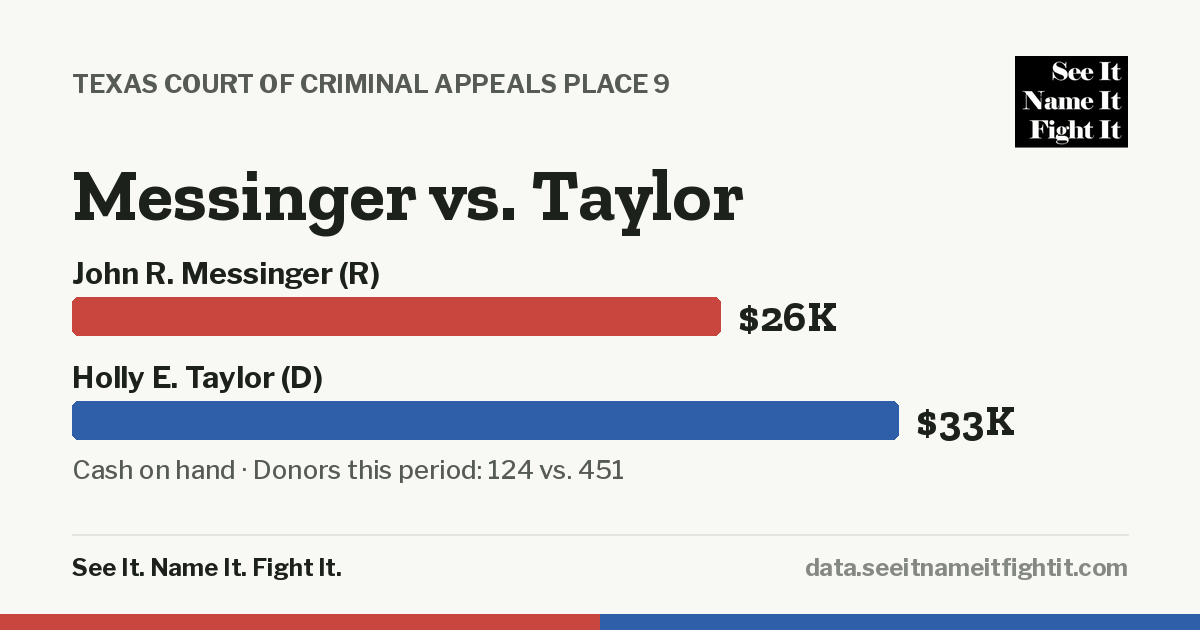 TEXAS COURT OF CRIMINAL APPEALS PLACE 9
See It
Name It
Fight It
Messinger vs. Taylor
John R. Messinger (R)
$26K
Holly E. Taylor (D)
$33K
Cash on hand · Donors this period: 124 vs. 451
See It. Name It. Fight It.
data.seeitnameitfightit.com